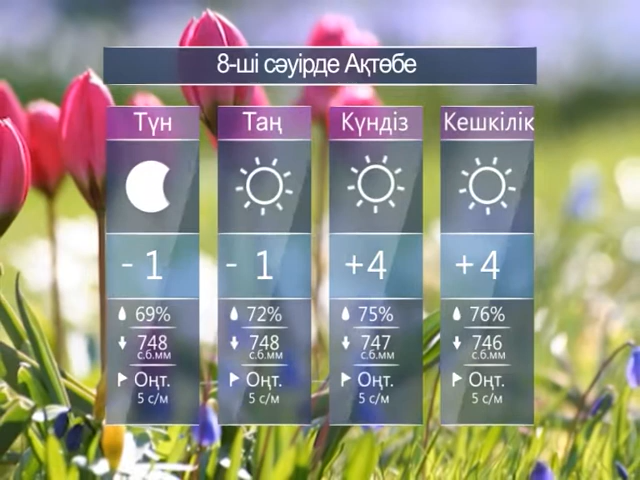 8-ші сәуірде Ақтөбе
Түн
Таң
Күндіз
Кешкілік
- 1
- 1
+4
+4
69%
72%
75%
76%
748
748
747
746
с.б.мм
с.б.мм
с.б.мм
с.б.мм
Оңт.
Оңт.
Оңт.
Оңт.
5 с/м
5 с/м
5 с/м
5 с/м